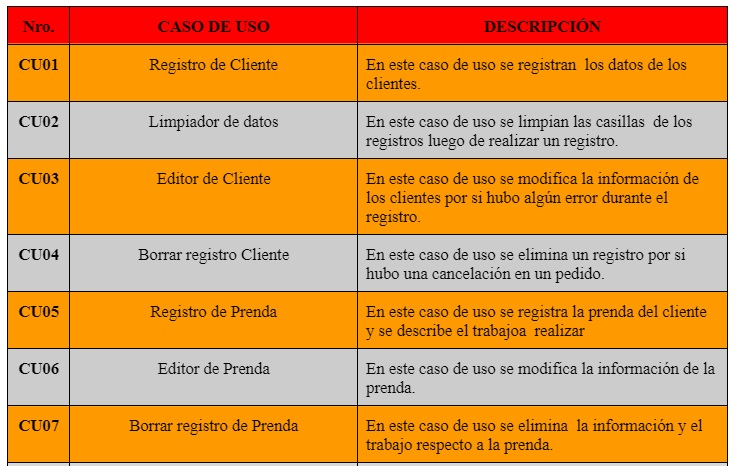 Nro. CASO DE USO DESCRIPCIÓN
CU01 Registro de Cliente En este caso de uso se registran los datos de los
clientes.
CU02 Limpiador de datos En este caso de uso se limpian las casillas de los
registros luego de realizar un registro.
CU03 Editor de Cliente En este caso de uso se modifica la información de
los clientes por si hubo algún error durante el
registro.
CU04 Borrar registro Cliente En este caso de uso se elimina un registro por si
hubo una cancelación en un pedido.
CU05 Registro de Prenda En este caso de uso se registra la prenda del cliente
y se describe el trabajoa realizar
CU06 Editor de Prenda En este caso de uso se modifica la información de la
prenda.
CU07 Borrar registro de Prenda En este caso de uso se elimina la información y el
trabajo respecto a la prenda.